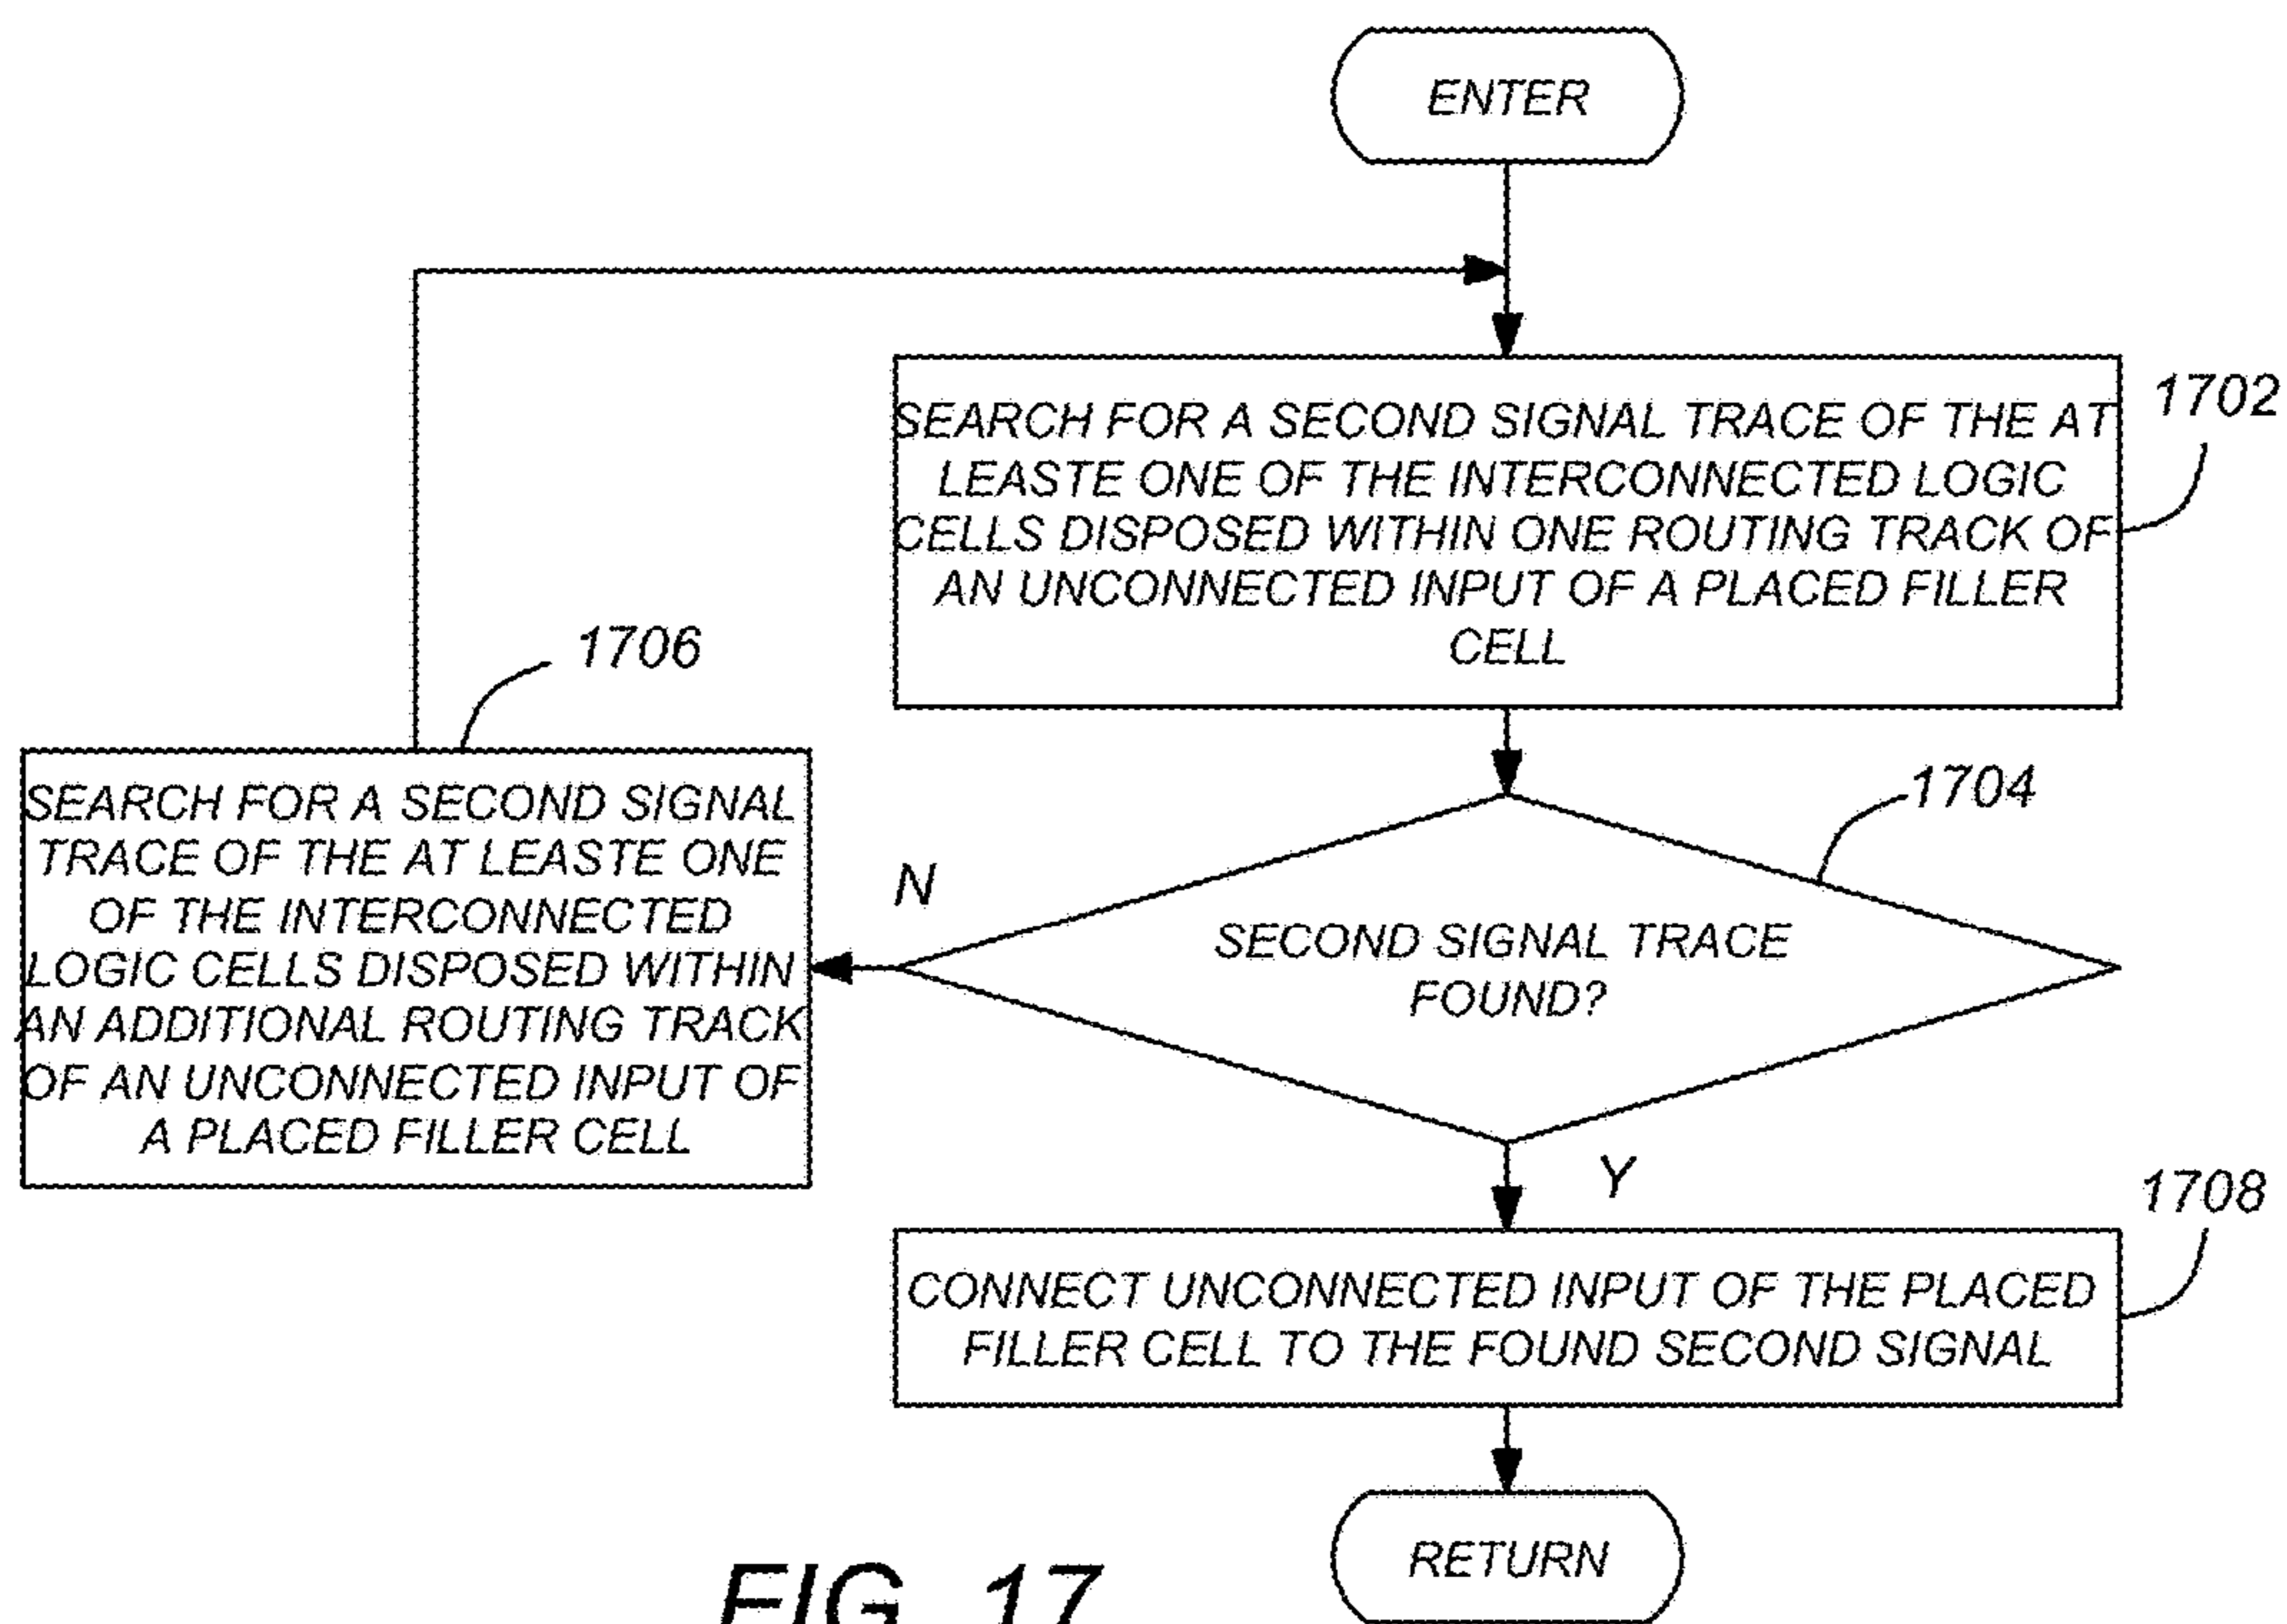 ENTER
SEARCH FOR A SECOND SIGNAL TRACE OF THE AT
LEASTE ONE OF THE INTERCONNECTED LOGIC
CELLS DISPOSED WITHIN ONE ROUTING TRACK OF
AN UNCONNECTED INPUT OF A PLACED FILLER
CELL
1702
1704
SECOND SIGNAL TRACE
FOUND?
N
1706
SEARCH FOR A SECOND SIGNAL
TRACE OF THE AT LEASTE ONE
OF THE INTERCONNECTED
LOGIC CELLS DISPOSED WITHIN
AN ADDITIONAL ROUTING TRACK
OF AN UNCONNECTED INPUT OF
A PLACED FILLER CELL
Y
1708
CONNECT UNCONNECTED INPUT OF THE PLACED
FILLER CELL TO THE FOUND SECOND SIGNAL
RETURN
FIG. 17